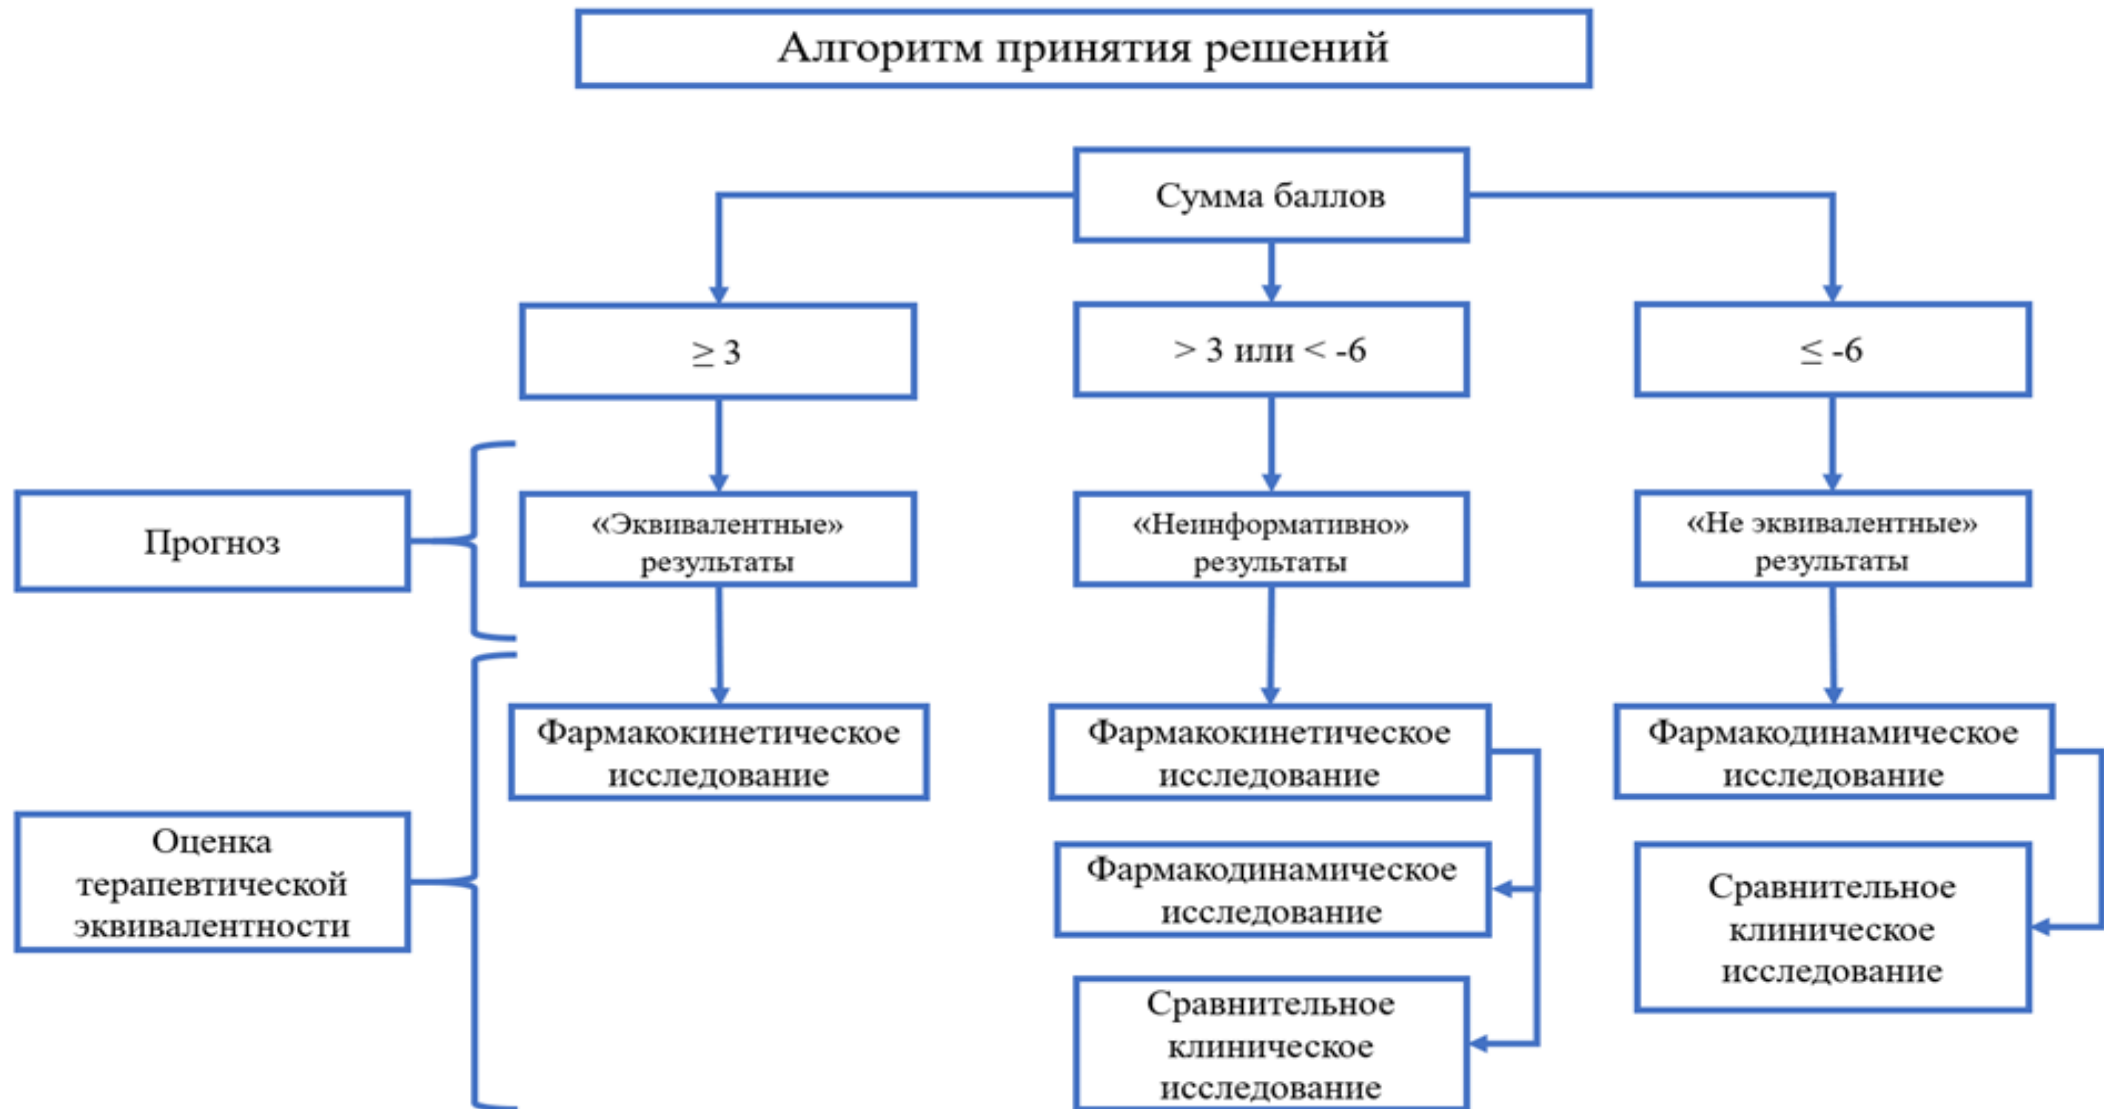 Алгоритм принятия решений
Сумма баллов
≥ 3
> 3 или < -6
≤ -6
Прогноз
«Эквивалентные»
результаты
«Неинформативно»
результаты
«Не эквивалентные»
результаты
Оценка
терапевтической
эквивалентности
Фармакокинетическое
исследование
Фармакокинетическое
исследование
Фармакодинамическое
исследование
Сравнительное
клиническое
исследование
Фармакодинамическое
исследование
Сравнительное
клиническое
исследование